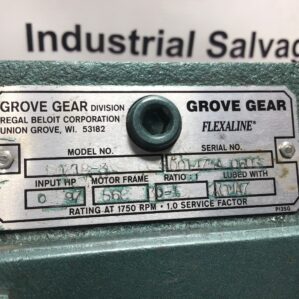 Industrial Salvag
GROVE GEAR DIVISION
REGAL BELOIT CORPORATION
UNION GROVE, WI. 53182
GROVE GEAR
FLEXALINE®
MODEL NO.
SERIAL NO.
INPUT HP MOTOR FRAME RATIO LUBED WITH
RATING AT 1750 RPM • 1.0 SERVICE FACTOR